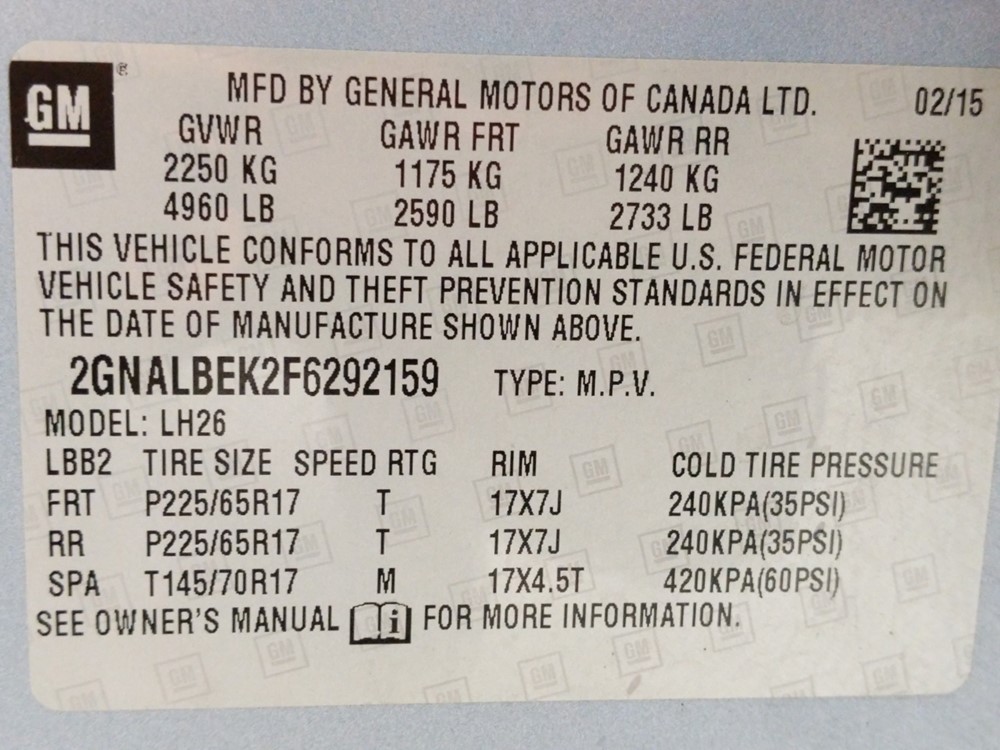 GM ®
MFD BY GENERAL MOTORS OF CANADA LTD. 02/15
GVWR GAWR FRT GAWR RR
2250 KG 1175 KG 1240 KG
4960 LB 2590 LB 2733 LB
THIS VEHICLE CONFORMS TO ALL APPLICABLE U.S. FEDERAL MOTOR
VEHICLE SAFETY AND THEFT PREVENTION STANDARDS IN EFFECT ON
THE DATE OF MANUFACTURE SHOWN ABOVE.
2GNALBEK2F6292159 TYPE: M.P.V.
MODEL: LH26
LBB2 TIRE SIZE SPEED RTG RIM COLD TIRE PRESSURE
FRT P225/65R17 T 17X7J 240KPA(35PSI)
RR P225/65R17 T 17X7J 240KPA(35PSI)
SPA T145/70R17 M 17X4.5T 420KPA(60PSI)
SEE OWNER'S MANUAL i FOR MORE INFORMATION.